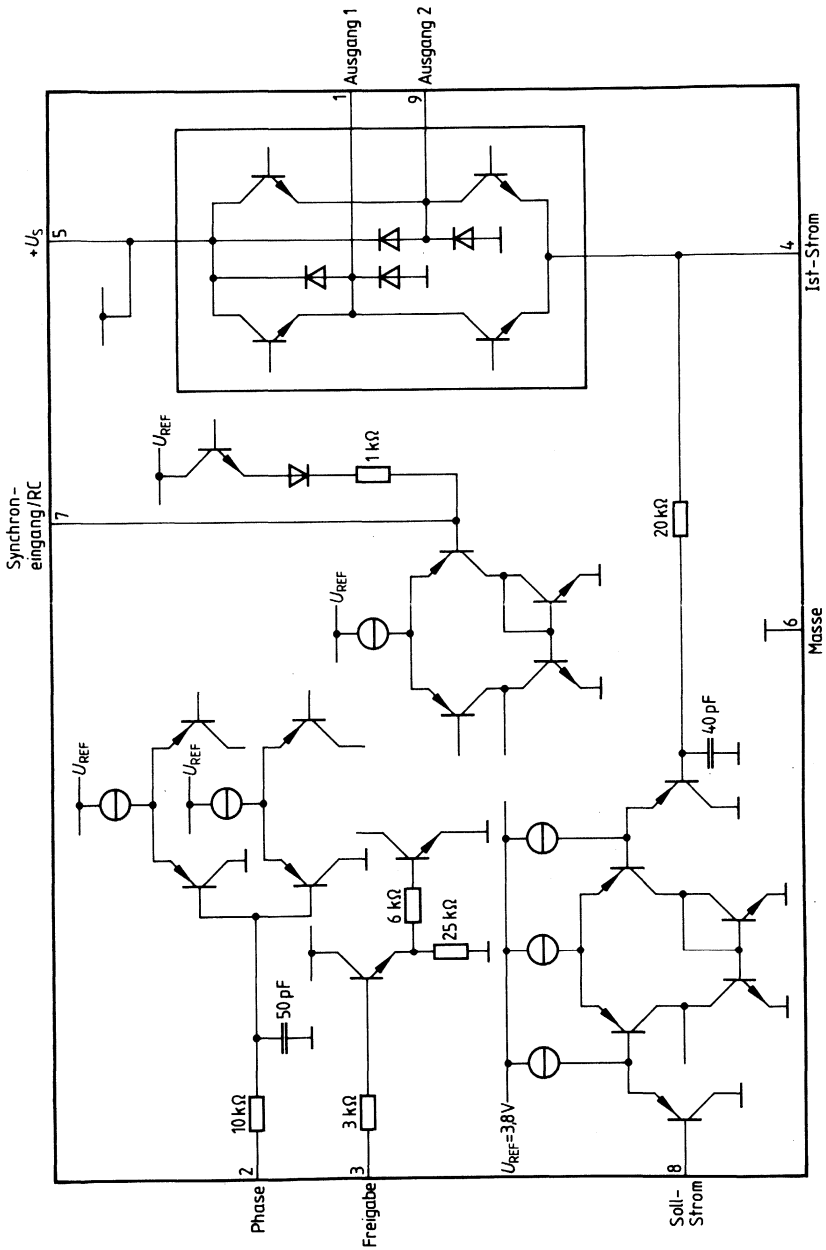 Synchron-
eingang/RC
7
+U_S
5
1
Ausgang 1
9
Ausgang 2
U_REF
U_REF
U_REF
U_REF
1 kΩ
Phase
2
10 kΩ
50 pF
Freigabe
3
3 kΩ
6 kΩ
25 kΩ
U_REF=3,8V
Soll-
Strom
8
40 pF
20 kΩ
6
Masse
4
Ist-Strom